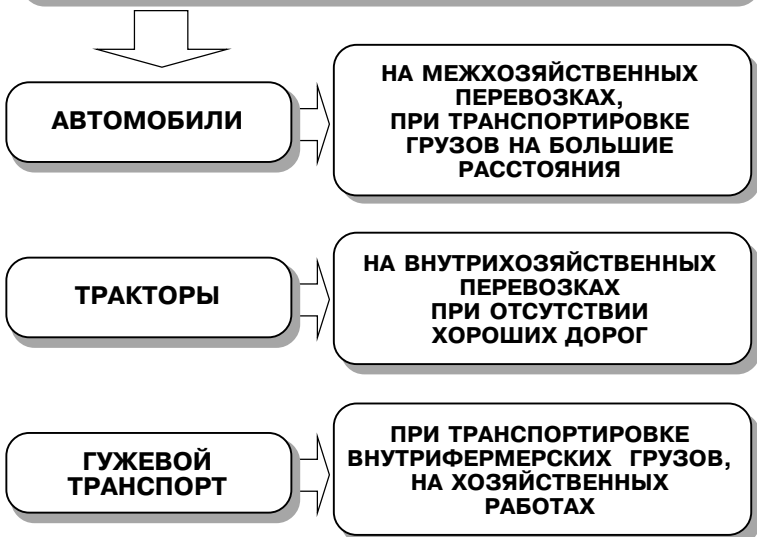 АВТОМОБИЛИ
НА МЕЖХОЗЯЙСТВЕННЫХ
ПЕРЕВОЗКАХ,
ПРИ ТРАНСПОРТИРОВКЕ
ГРУЗОВ НА БОЛЬШИЕ
РАССТОЯНИЯ
ТРАКТОРЫ
НА ВНУТРИХОЗЯЙСТВЕННЫХ
ПЕРЕВОЗКАХ
ПРИ ОТСУТСТВИИ
ХОРОШИХ ДОРОГ
ГУЖЕВОЙ
ТРАНСПОРТ
ПРИ ТРАНСПОРТИРОВКЕ
ВНУТРИФЕРМЕРСКИХ ГРУЗОВ,
НА ХОЗЯЙСТВЕННЫХ
РАБОТАХ